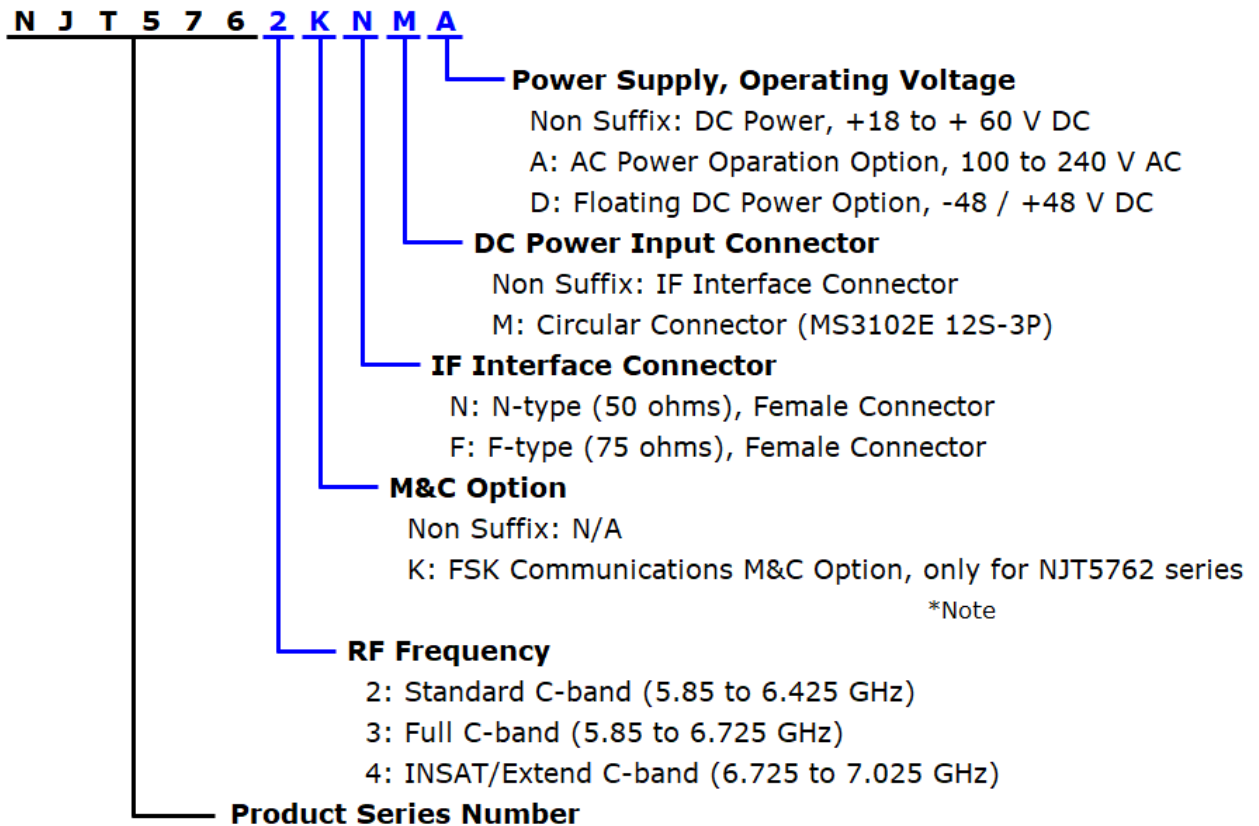 N J T 5 7 6 2 K N M A
Power Supply, Operating Voltage
Non Suffix: DC Power, +18 to + 60 V DC
A: AC Power Oparation Option, 100 to 240 V AC
D: Floating DC Power Option, -48 / +48 V DC
DC Power Input Connector
Non Suffix: IF Interface Connector
M: Circular Connector (MS3102E 12S-3P)
IF Interface Connector
N: N-type (50 ohms), Female Connector
F: F-type (75 ohms), Female Connector
M&C Option
Non Suffix: N/A
K: FSK Communications M&C Option, only for NJT5762 series
*Note
RF Frequency
2: Standard C-band (5.85 to 6.425 GHz)
3: Full C-band (5.85 to 6.725 GHz)
4: INSAT/Extend C-band (6.725 to 7.025 GHz)
Product Series Number